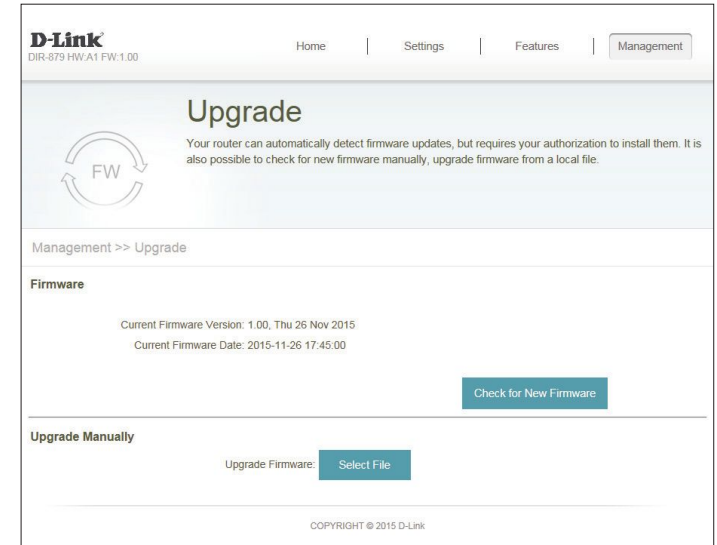 D-Link
DIR-879 HW:A1 FW:1.00
Home | Settings | Features | Management
Upgrade
Your router can automatically detect firmware updates, but requires your authorization to install them. It is
also possible to check for new firmware manually, upgrade firmware from a local file.
FW
Management >> Upgrade
Firmware
Current Firmware Version: 1.00, Thu 26 Nov 2015
Current Firmware Date: 2015-11-26 17:45:00
Check for New Firmware
Upgrade Manually
Upgrade Firmware: Select File
COPYRIGHT © 2015 D-Link